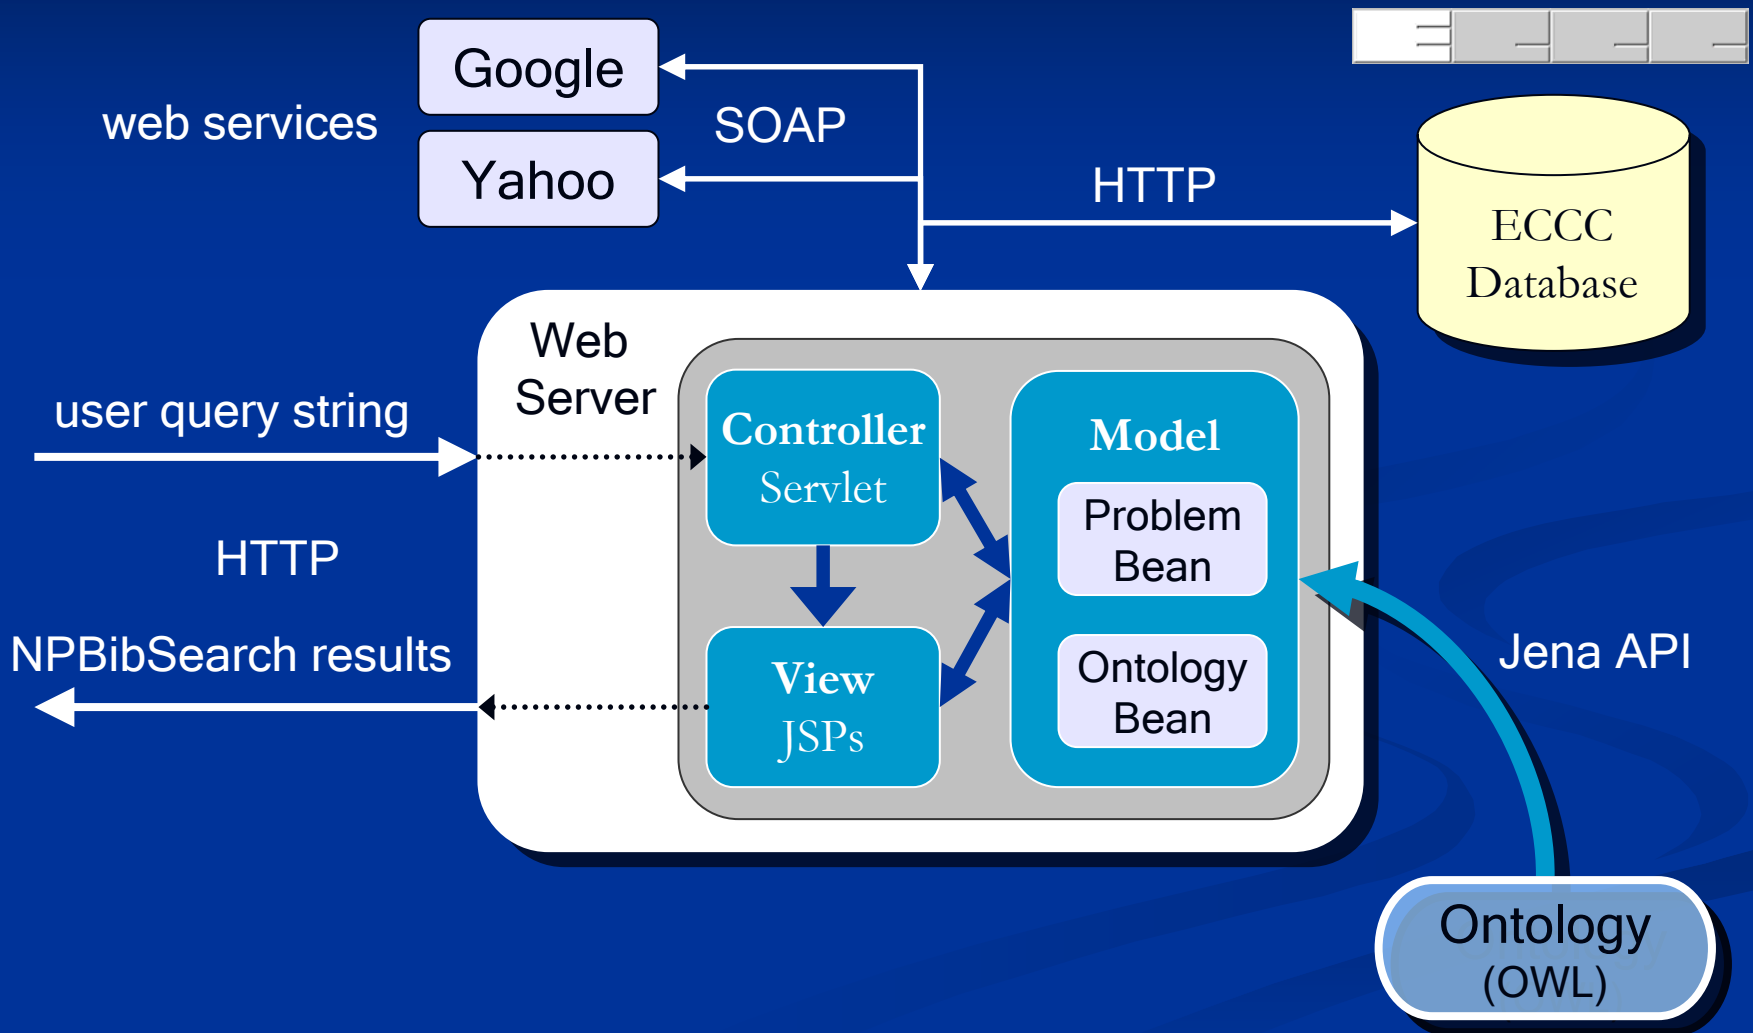 Google
web services
SOAP
Yahoo
HTTP
ECCC
Database
Web
Server
user query string
Controller
Servlet
Model
Problem
Bean
HTTP
NPBibSearch results
View
JSPs
Ontology
Bean
Jena API
Ontology
(OWL)